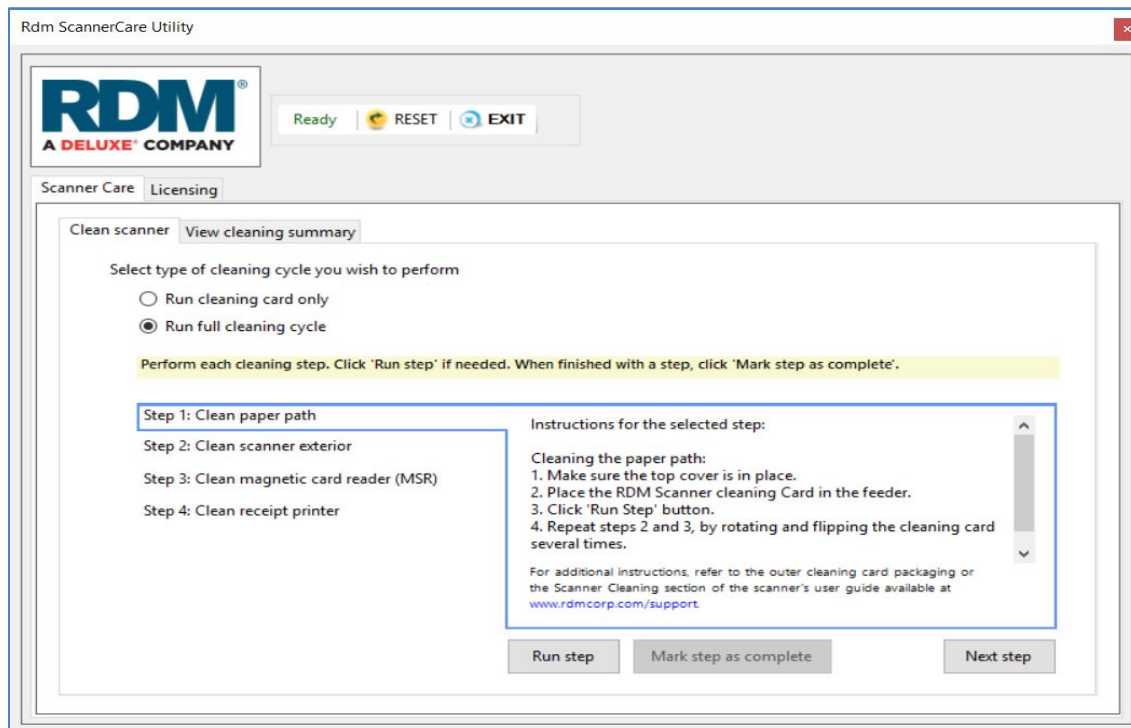 Rdm ScannerCare Utility
RDM®
A DELUXE® COMPANY
Ready
RESET
EXIT
Scanner Care
Licensing
Clean scanner
View cleaning summary
Select type of cleaning cycle you wish to perform
Run cleaning card only
Run full cleaning cycle
Perform each cleaning step. Click 'Run step' if needed. When finished with a step, click 'Mark step as complete'.
Step 1: Clean paper path
Step 2: Clean scanner exterior
Step 3: Clean magnetic card reader (MSR)
Step 4: Clean receipt printer
Instructions for the selected step:
Cleaning the paper path:
1. Make sure the top cover is in place.
2. Place the RDM Scanner cleaning Card in the feeder.
3. Click 'Run Step' button.
4. Repeat steps 2 and 3, by rotating and flipping the cleaning card
several times.
For additional instructions, refer to the outer cleaning card packaging or
the Scanner Cleaning section of the scanner's user guide available at
www.rdmcorp.com/support.
Run step
Mark step as complete
Next step